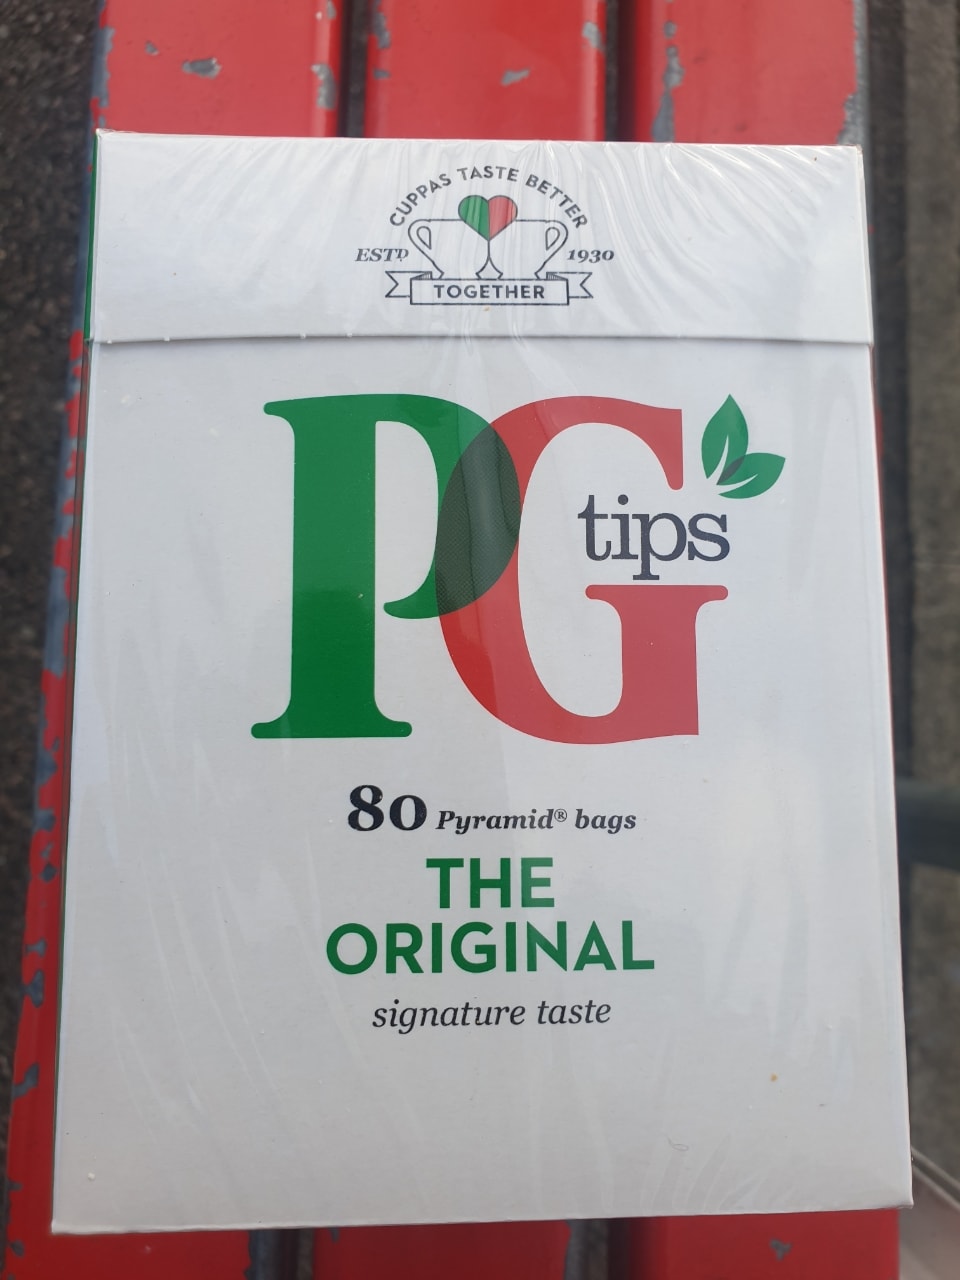 CUPPAS TASTE BETTER
ESTD 1930
TOGETHER
PG
tips
80 Pyramid® bags
THE
ORIGINAL
signature taste